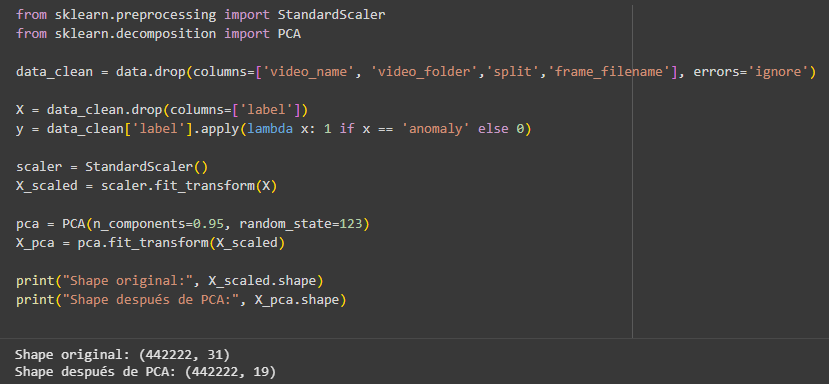 from sklearn.preprocessing import StandardScaler
from sklearn.decomposition import PCA
data_clean = data.drop(columns=['video_name', 'video_folder','split','frame_filename'], errors='ignore')
X = data_clean.drop(columns=['label'])
y = data_clean['label'].apply(lambda x: 1 if x == 'anomaly' else 0)
scaler = StandardScaler()
X_scaled = scaler.fit_transform(X)
pca = PCA(n_components=0.95, random_state=123)
X_pca = pca.fit_transform(X_scaled)
print("Shape original:", X_scaled.shape)
print("Shape después de PCA:", X_pca.shape)
Shape original: (442222, 31)
Shape después de PCA: (442222, 19)